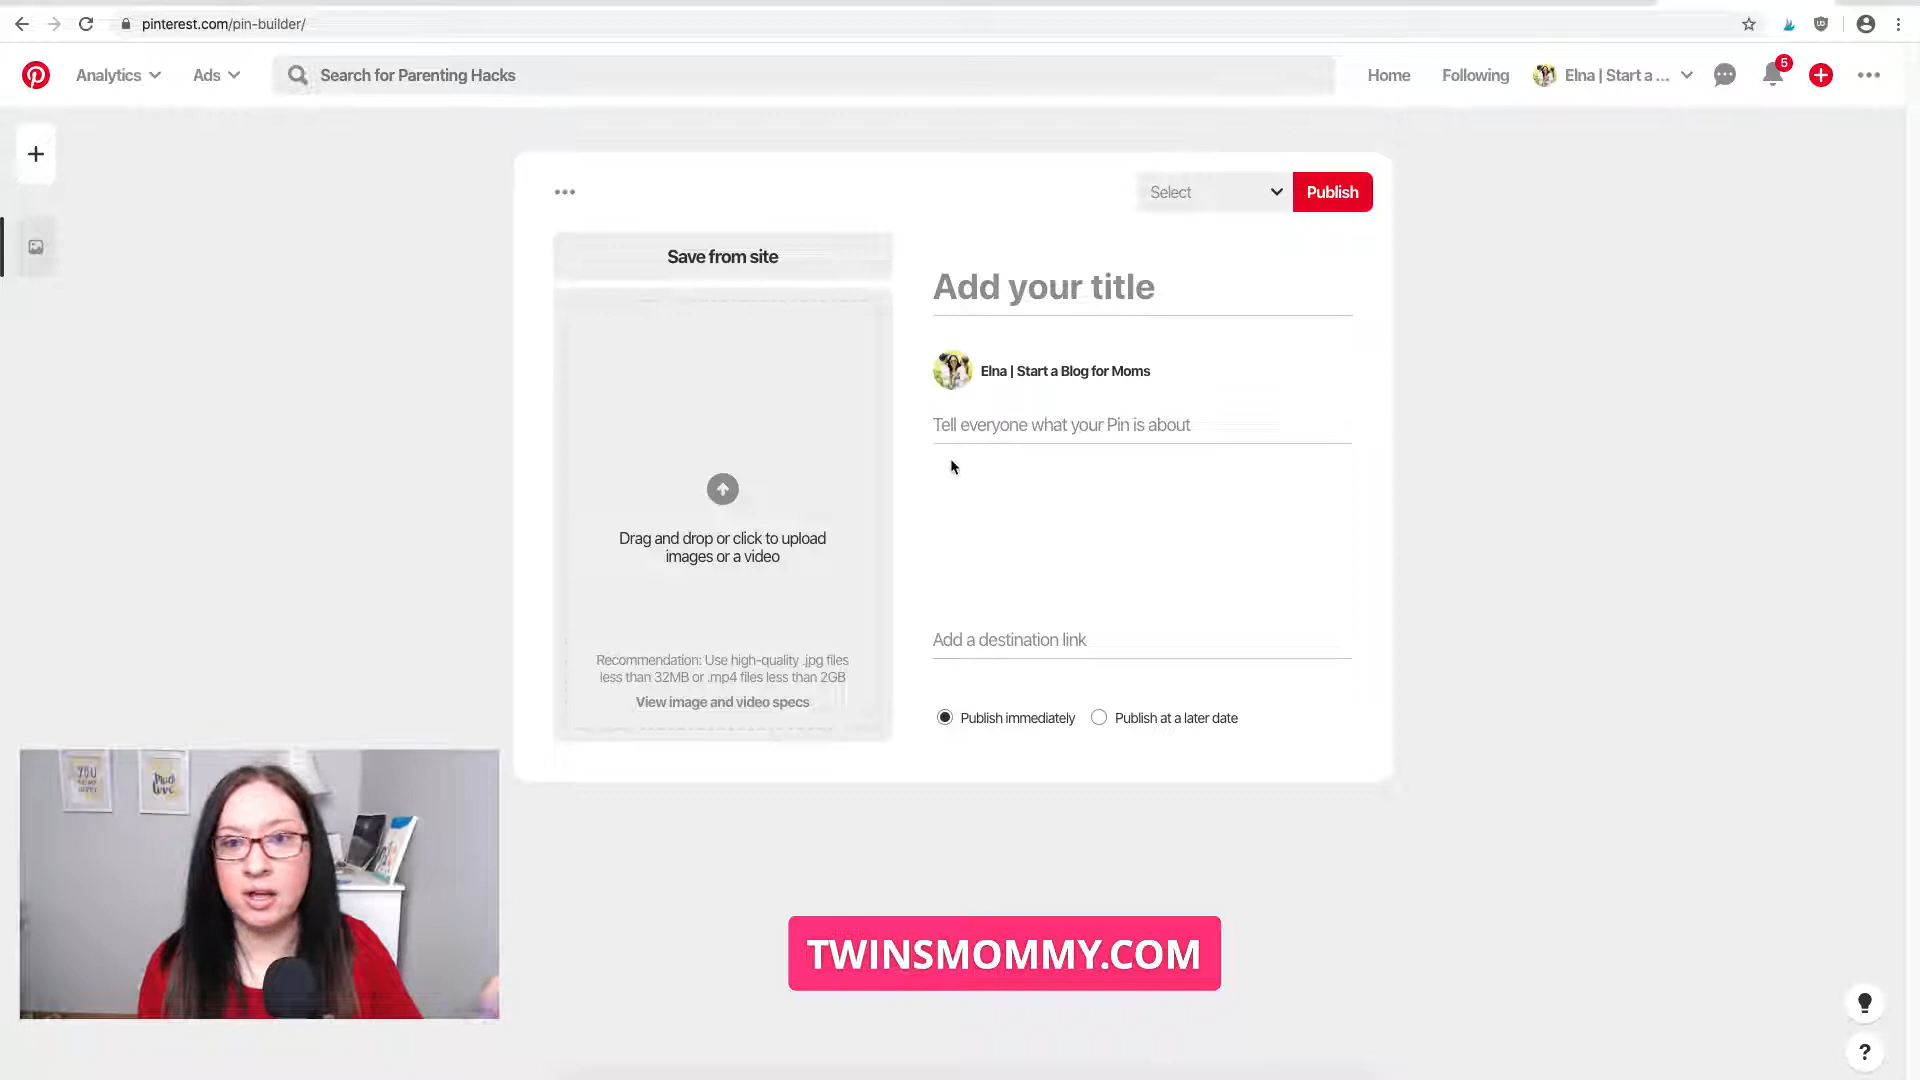 pinterest.com/pin-builder/
Analytics
Ads
Search for Parenting Hacks
Home
Following
Elna | Start a ...
5
Select
Publish
Save from site
Add your title
Elna | Start a Blog for Moms
Tell everyone what your Pin is about
Drag and drop or click to upload
images or a video
Add a destination link
Recommendation: Use high-quality .jpg files
less than 32MB or .mp4 files less than 2GB
View image and video specs
Publish immediately
Publish at a later date
YOU
much
love
TWINSMOMMY.COM
?